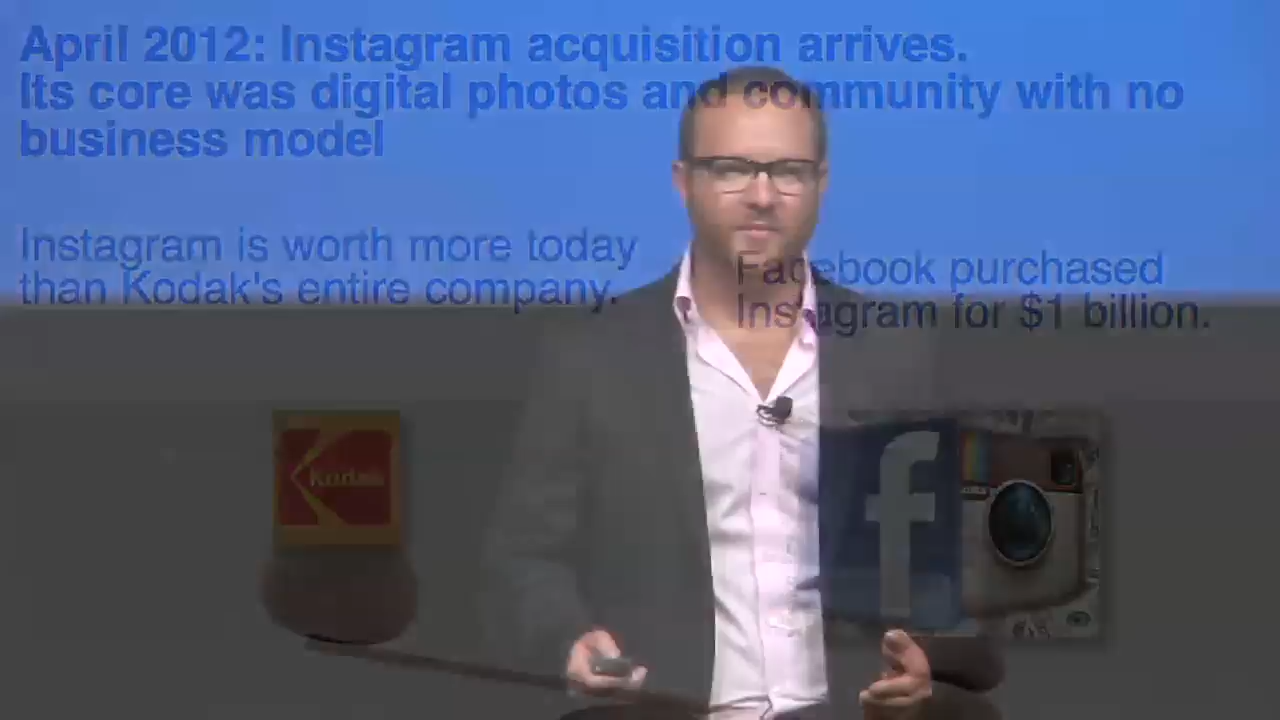 April 2012: Instagram acquisition arrives.
Its core was digital photos and community with no
business model
Instagram is worth more today
than Kodak's entire company.
Facebook purchased
Instagram for $1 billion.
Kodak
f